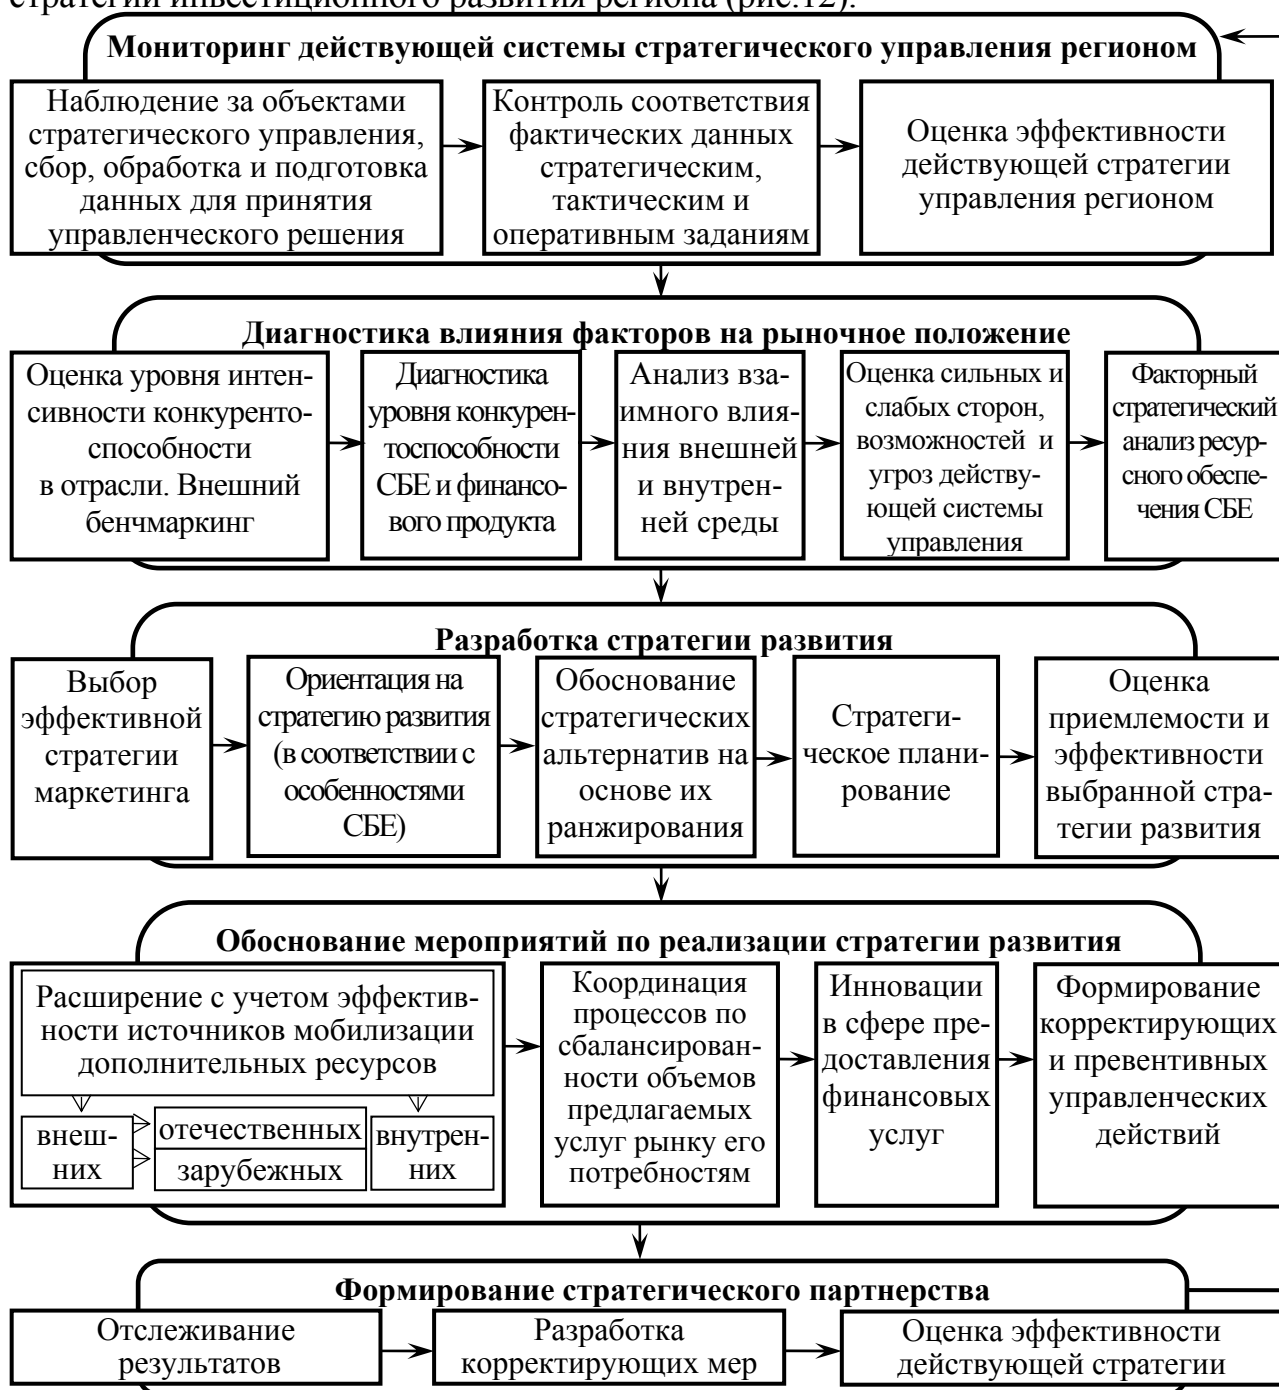 стратегии инвестиционного развития региона (рис.12).
Мониторинг действующей системы стратегического управления регионом
Наблюдение за объектами
стратегического управления,
сбор, обработка и подготовка
данных для принятия
управленческого решения
Контроль соответствия
фактических данных
стратегическим,
тактическим и
оперативным заданиям
Оценка эффективности
действующей стратегии
управления регионом
Диагностика влияния факторов на рыночное положение
Оценка уровня интен-
сивности конкуренто-
способности
в отрасли. Внешний
бенчмаркинг
Диагностика
уровня конкурен-
тоспособности
СБЕ и финансо-
вого продукта
Анализ вза-
имного влия-
ния внешней
и внутрен-
ней среды
Оценка сильных и
слабых сторон,
возможностей и
угроз действу-
ющей системы
управления
Факторный
стратегический
анализ ресур-
сного обеспе-
чения СБЕ
Разработка стратегии развития
Выбор
эффективной
стратегии
маркетинга
Ориентация на
стратегию развития
(в соответствии с
особенностями
СБЕ)
Обоснование
стратегических
альтернатив на
основе их
ранжирования
Стратеги-
ческое плани-
рование
Оценка
приемлемости и
эффективности
выбранной стра-
тегии развития
Обоснование мероприятий по реализации стратегии развития
Расширение с учетом эффектив-
ности источников мобилизации
дополнительных ресурсов
внеш-
них
отечественных
зарубежных
внутрен-
них
Координация
процессов по
сбалансирован-
ности объемов
предлагаемых
услуг рынку его
потребностям
Инновации
в сфере пре-
доставления
финансовых
услуг
Формирование
корректирующих
и превентивных
управленческих
действий
Формирование стратегического партнерства
Отслеживание
результатов
Разработка
корректирующих мер
Оценка эффективности
действующей стратегии